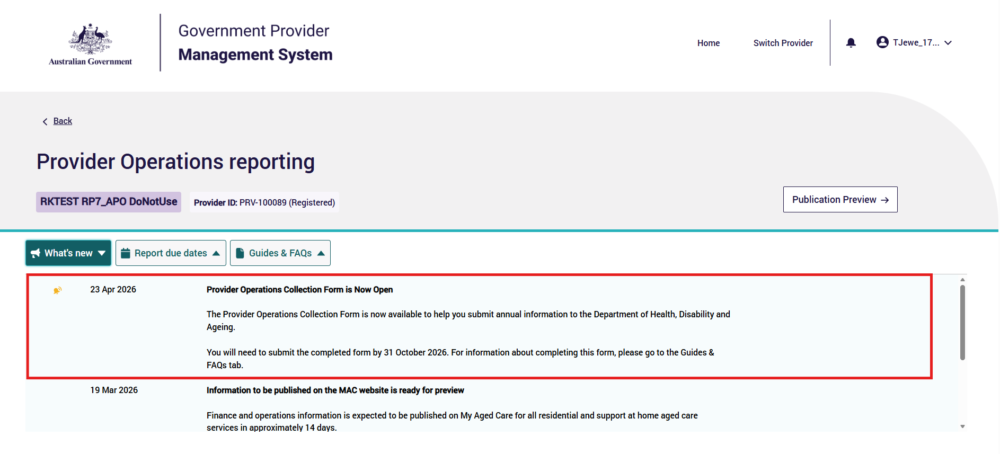 Government Provider
Management System
Australian Government
Home
Switch Provider
TJewe_17...
Back
Provider Operations reporting
RKTEST RP7_APO DoNotUse
Provider ID: PRV-100089 (Registered)
Publication Preview →
What's new
Report due dates
Guides & FAQs
23 Apr 2026
Provider Operations Collection Form is Now Open
The Provider Operations Collection Form is now available to help you submit annual information to the Department of Health, Disability and
Ageing.
You will need to submit the completed form by 31 October 2026. For information about completing this form, please go to the Guides &
FAQs tab.
19 Mar 2026
Information to be published on the MAC website is ready for preview
Finance and operations information is expected to be published on My Aged Care for all residential and support at home aged care
services in approximately 14 days.